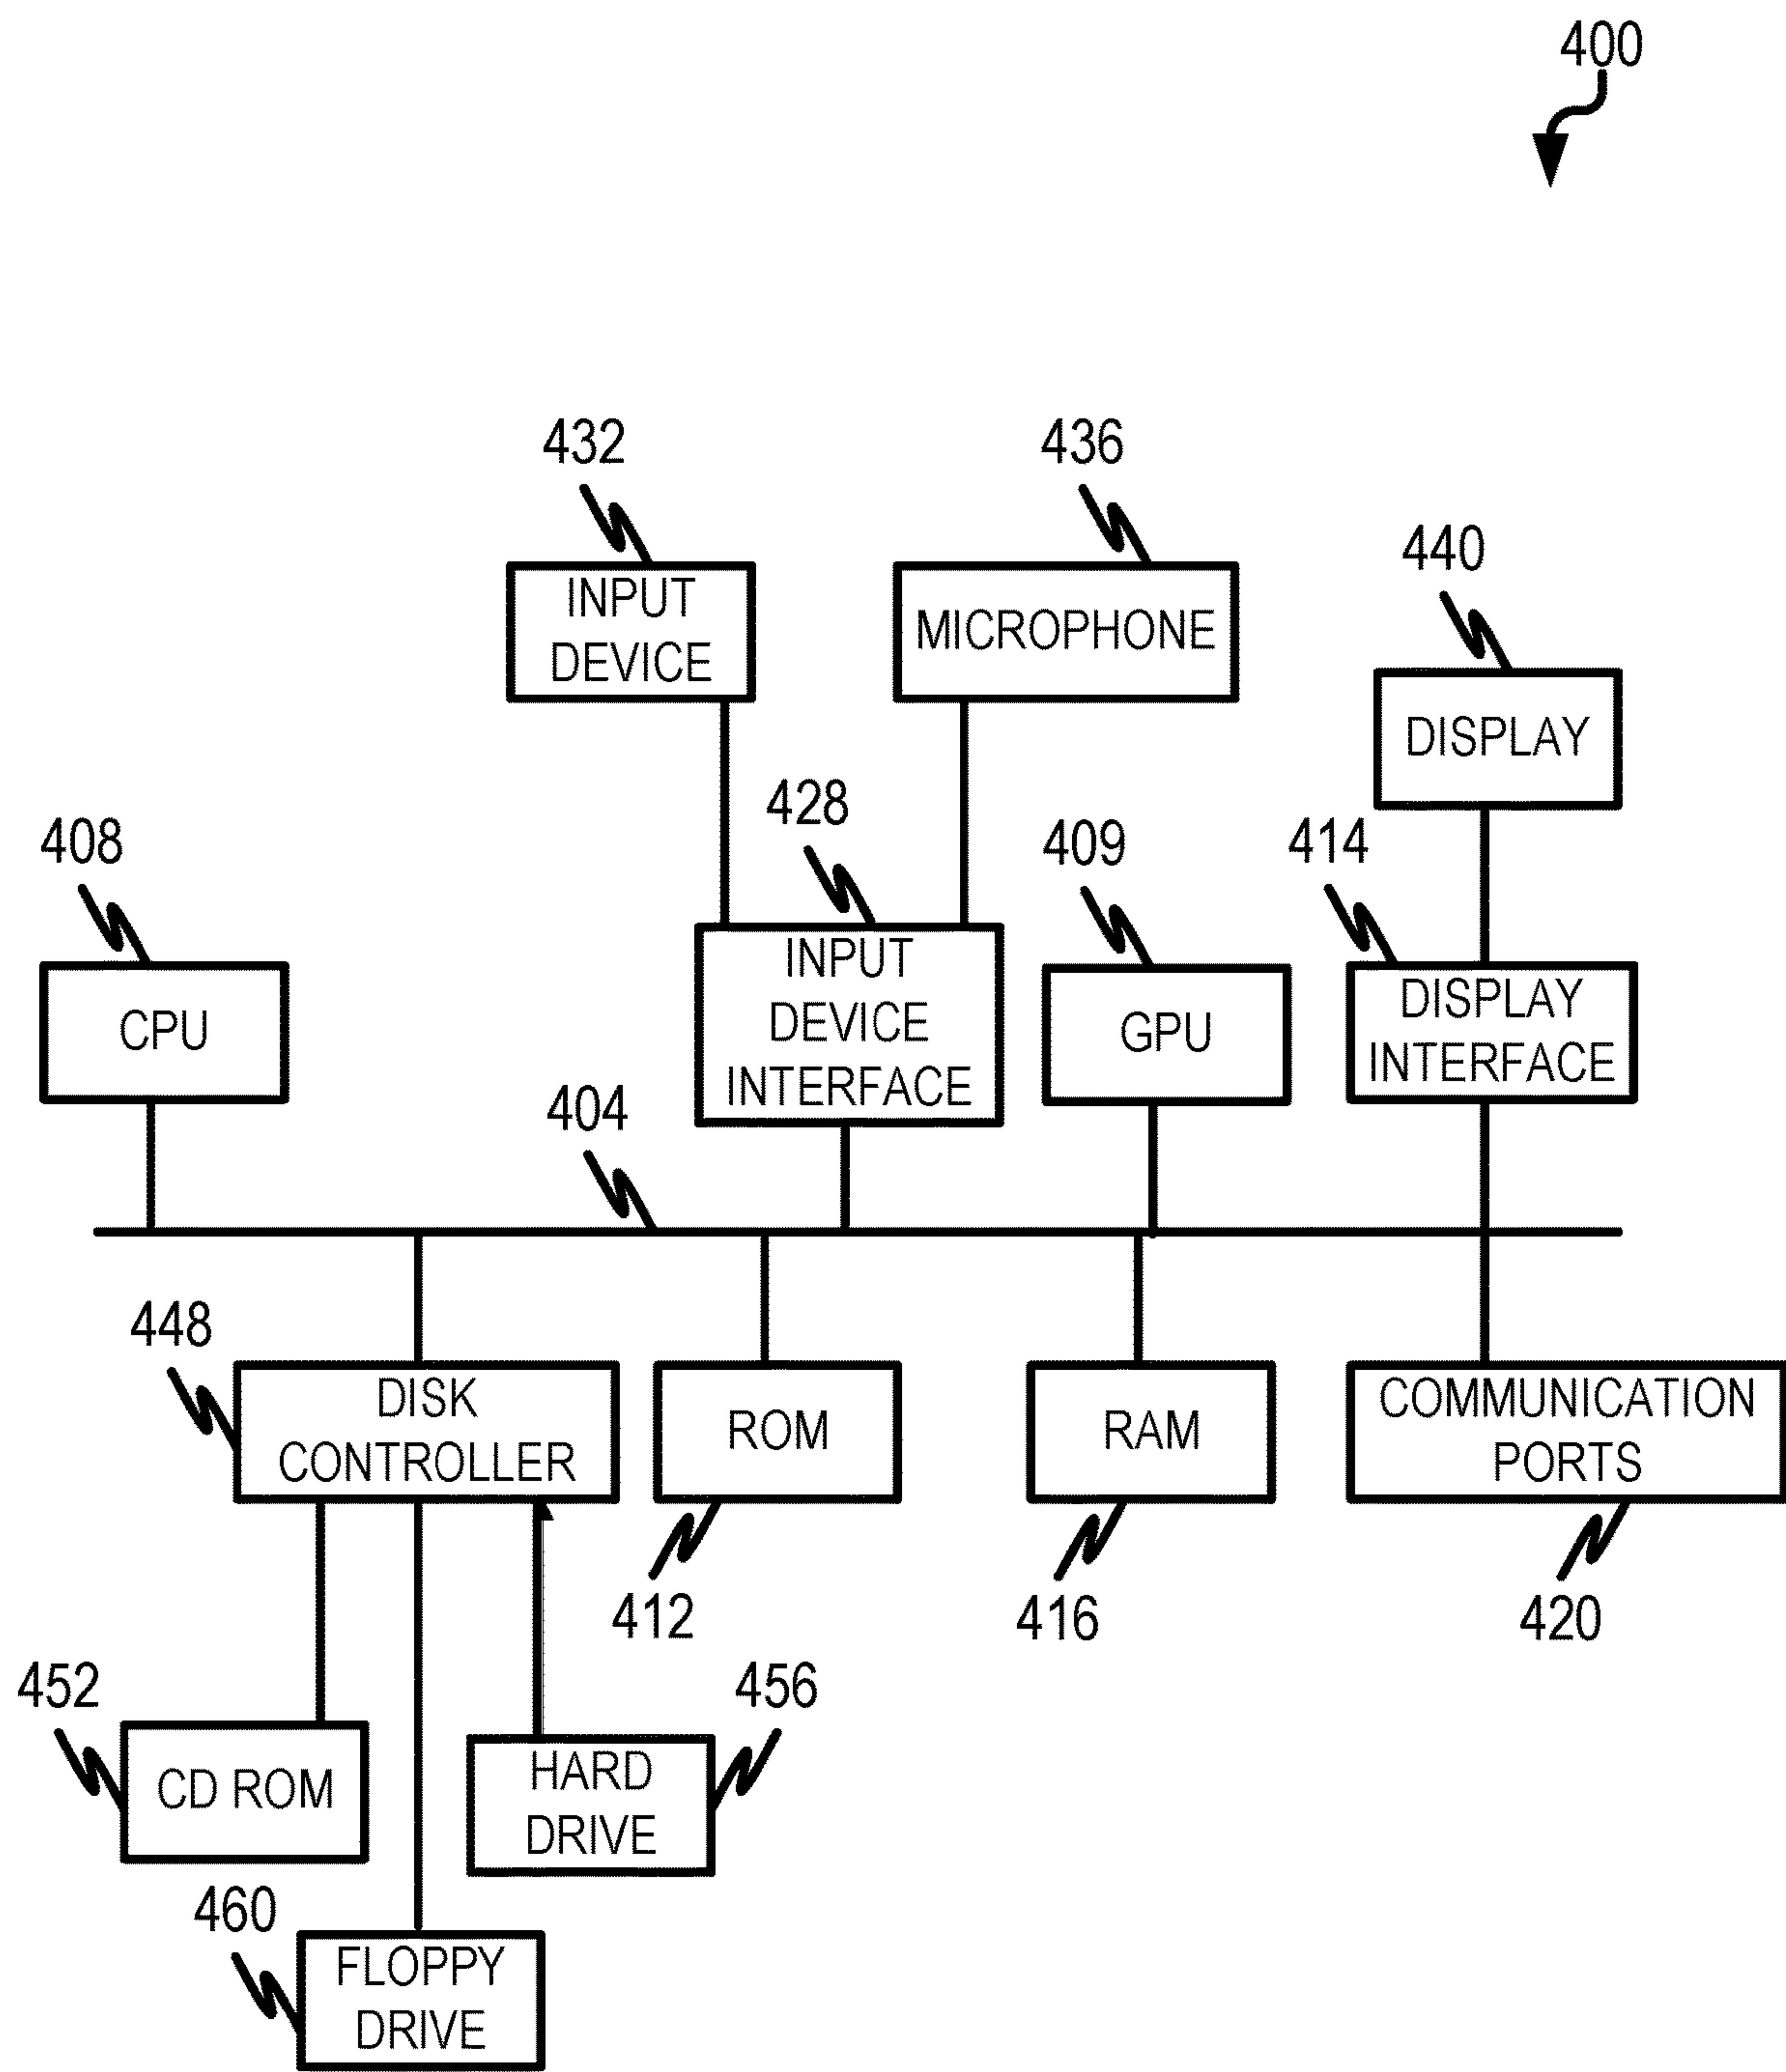 400
432
436
440
INPUT
DEVICE
MICROPHONE
DISPLAY
428
408
409
414
INPUT
DEVICE
INTERFACE
CPU
GPU
DISPLAY
INTERFACE
404
448
DISK
CONTROLLER
ROM
RAM
COMMUNICATION
PORTS
412
416
420
452
456
CD ROM
HARD
DRIVE
460
FLOPPY
DRIVE